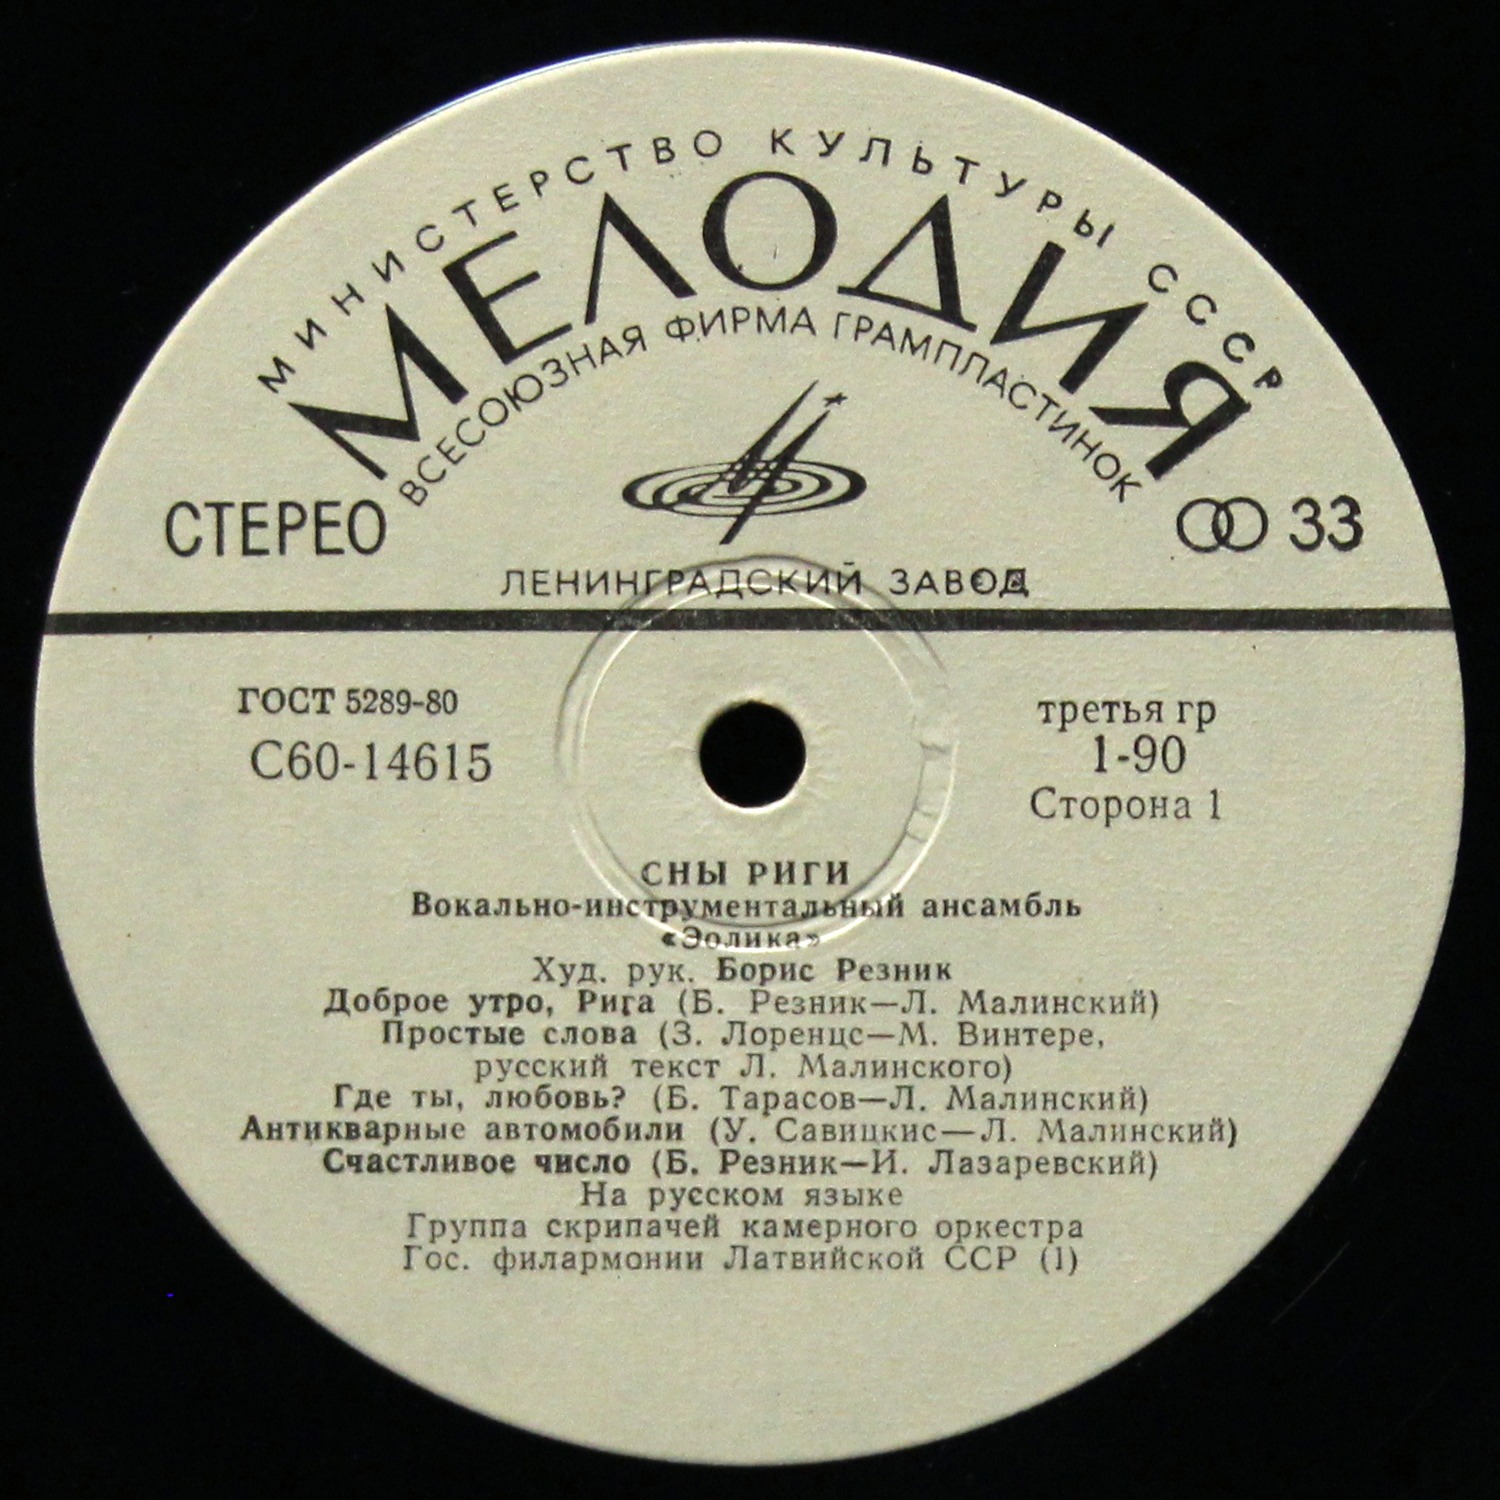 МИНИСТЕРСТВО КУЛЬТУРЫ СССР
МЕЛОДИЯ
ВСЕСОЮЗНАЯ ФИРМА ГРАМПЛАСТИНОК
СТЕРЕО
33
ЛЕНИНГРАДСКИЙ ЗАВОД
ГОСТ 5289-80
С60-14615
третья гр
1-90
Сторона 1
СНЫ РИГИ
Вокально-инструментальный ансамбль
«Эолика»
Худ. рук. Борис Резник
Доброе утро, Рига (Б. Резник—Л. Малинский)
Простые слова (З. Лоренцс—М. Винтере,
русский текст Л. Малинского)
Где ты, любовь? (Б. Тарасов—Л. Малинский)
Антикварные автомобили (У. Савицкис—Л. Малинский)
Счастливое число (Б. Резник—И. Лазаревский)
На русском языке
Группа скрипачей камерного оркестра
Гос. филармонии Латвийской ССР (1)